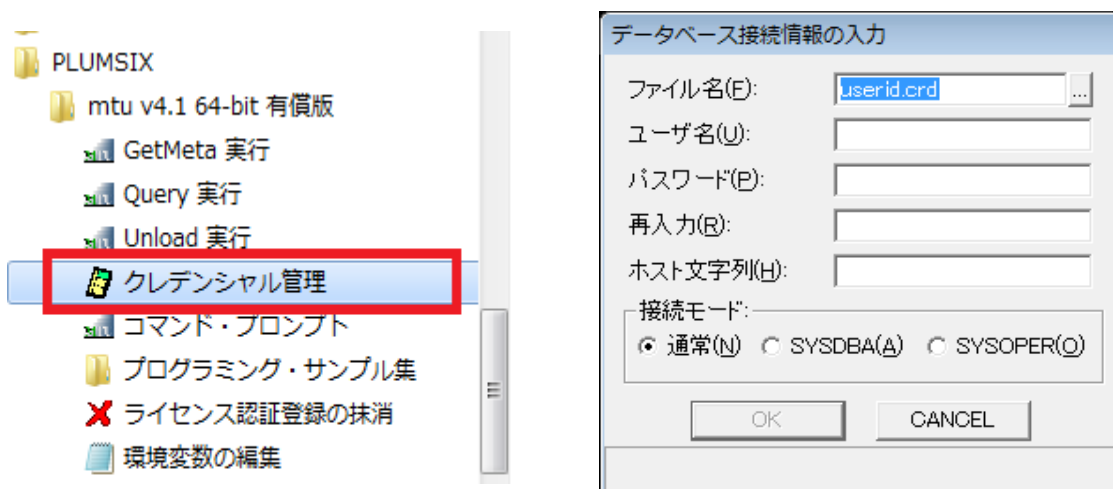 PLUMSIX
mtu v4.1 64-bit 有償版
GetMeta 実行
Query 実行
Unload 実行
クレデンシャル管理
コマンド・プロンプト
プログラミング・サンプル集
ライセンス認証登録の抹消
環境変数の編集
データベース接続情報の入力
ファイル名(F):
userid.crd
...
ユーザ名(U):
パスワード(P):
再入力(R):
ホスト文字列(H):
接続モード:
通常(N) SYSDBA(A) SYSOPER(O)
OK CANCEL